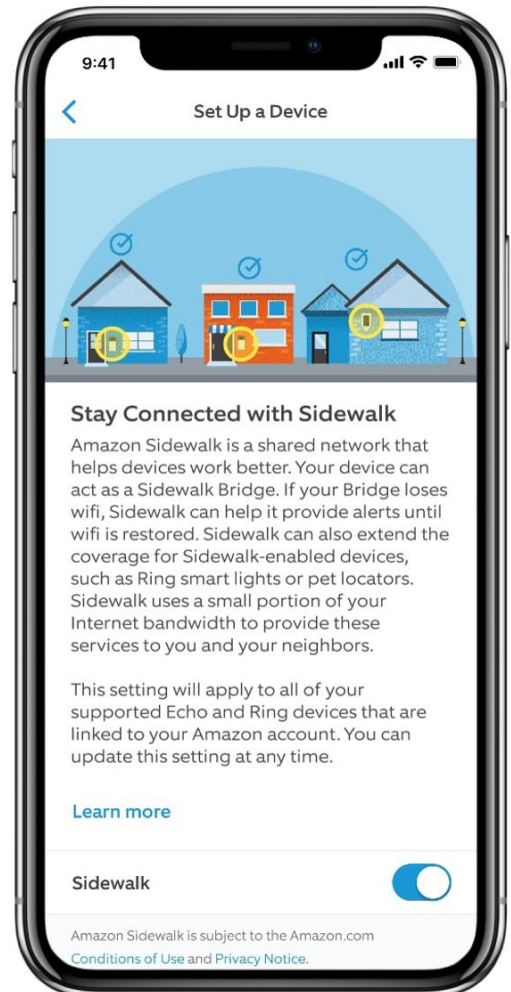 9:41
Set Up a Device
Stay Connected with Sidewalk
Amazon Sidewalk is a shared network that
helps devices work better. Your device can
act as a Sidewalk Bridge. If your Bridge loses
wifi, Sidewalk can help it provide alerts until
wifi is restored. Sidewalk can also extend the
coverage for Sidewalk-enabled devices,
such as Ring smart lights or pet locators.
Sidewalk uses a small portion of your
Internet bandwidth to provide these
services to you and your neighbors.
This setting will apply to all of your
supported Echo and Ring devices that are
linked to your Amazon account. You can
update this setting at any time.
Learn more
Sidewalk
Amazon Sidewalk is subject to the Amazon.com
Conditions of Use and Privacy Notice.